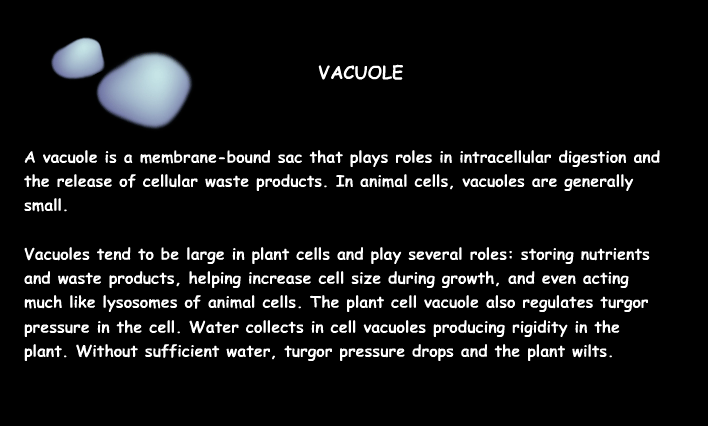 VACUOLE
A vacuole is a membrane-bound sac that plays roles in intracellular digestion and
the release of cellular waste products. In animal cells, vacuoles are generally
small.
Vacuoles tend to be large in plant cells and play several roles: storing nutrients
and waste products, helping increase cell size during growth, and even acting
much like lysosomes of animal cells. The plant cell vacuole also regulates turgor
pressure in the cell. Water collects in cell vacuoles producing rigidity in the
plant. Without sufficient water, turgor pressure drops and the plant wilts.